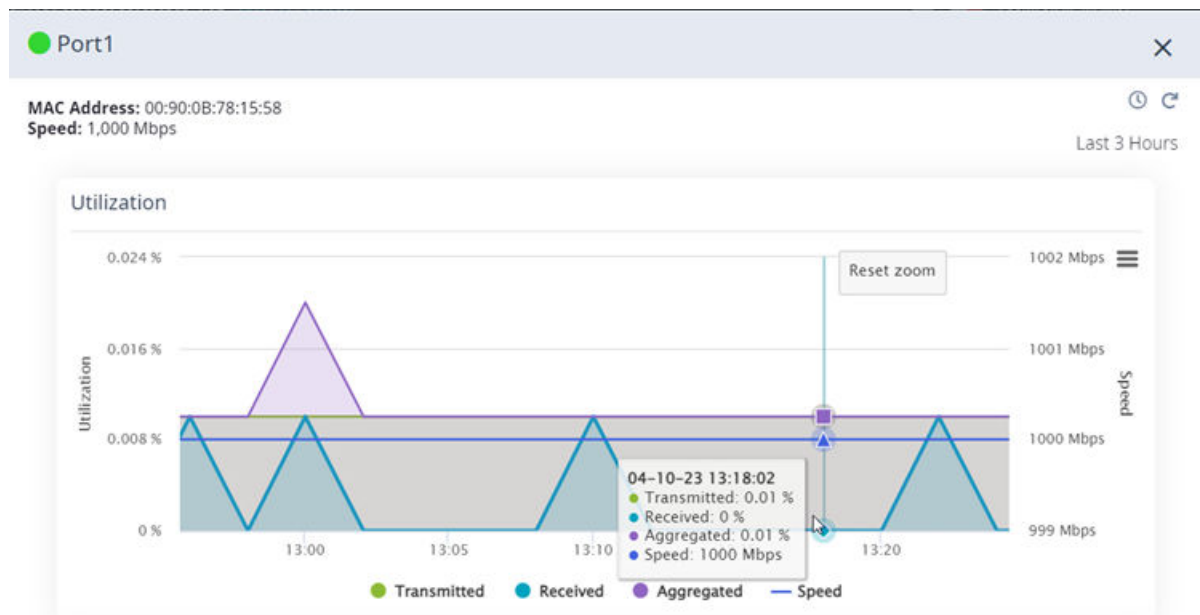 Port1
MAC Address: 00:90:0B:78:15:58
Speed: 1,000 Mbps
Last 3 Hours
Utilization
0.024 %
1002 Mbps
Reset zoom
0.016 %
1001 Mbps
Utilization
Speed
0.008 %
1000 Mbps
04-10-23 13:18:02
Transmitted: 0.01 %
Received: 0 %
Aggregated: 0.01 %
Speed: 1000 Mbps
0 %
999 Mbps
13:00
13:05
13:10
13:20
Transmitted
Received
Aggregated
Speed